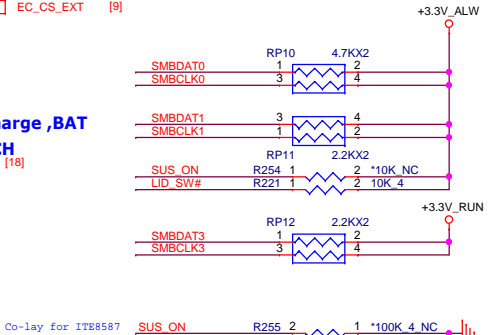 EC_CS_EXT [9]
+3.3V_ALW
RP10 4.7KX2
SMBDAT0 1 2
SMBCLK0 3 4
SMBDAT1 3 4
arge ,BAT
SMBCLK1 1 2
CH
RP11 2.2KX2
[18]
SUS_ON R254 1 2 *10K_NC
LID_SW# R221 1 2 10K_4
+3.3V_RUN
RP12 2.2KX2
SMBDAT3 1 2
SMBCLK3 3 4
Co-lay for ITE8587 SUS_ON R255 2 1 *100K_4_NC